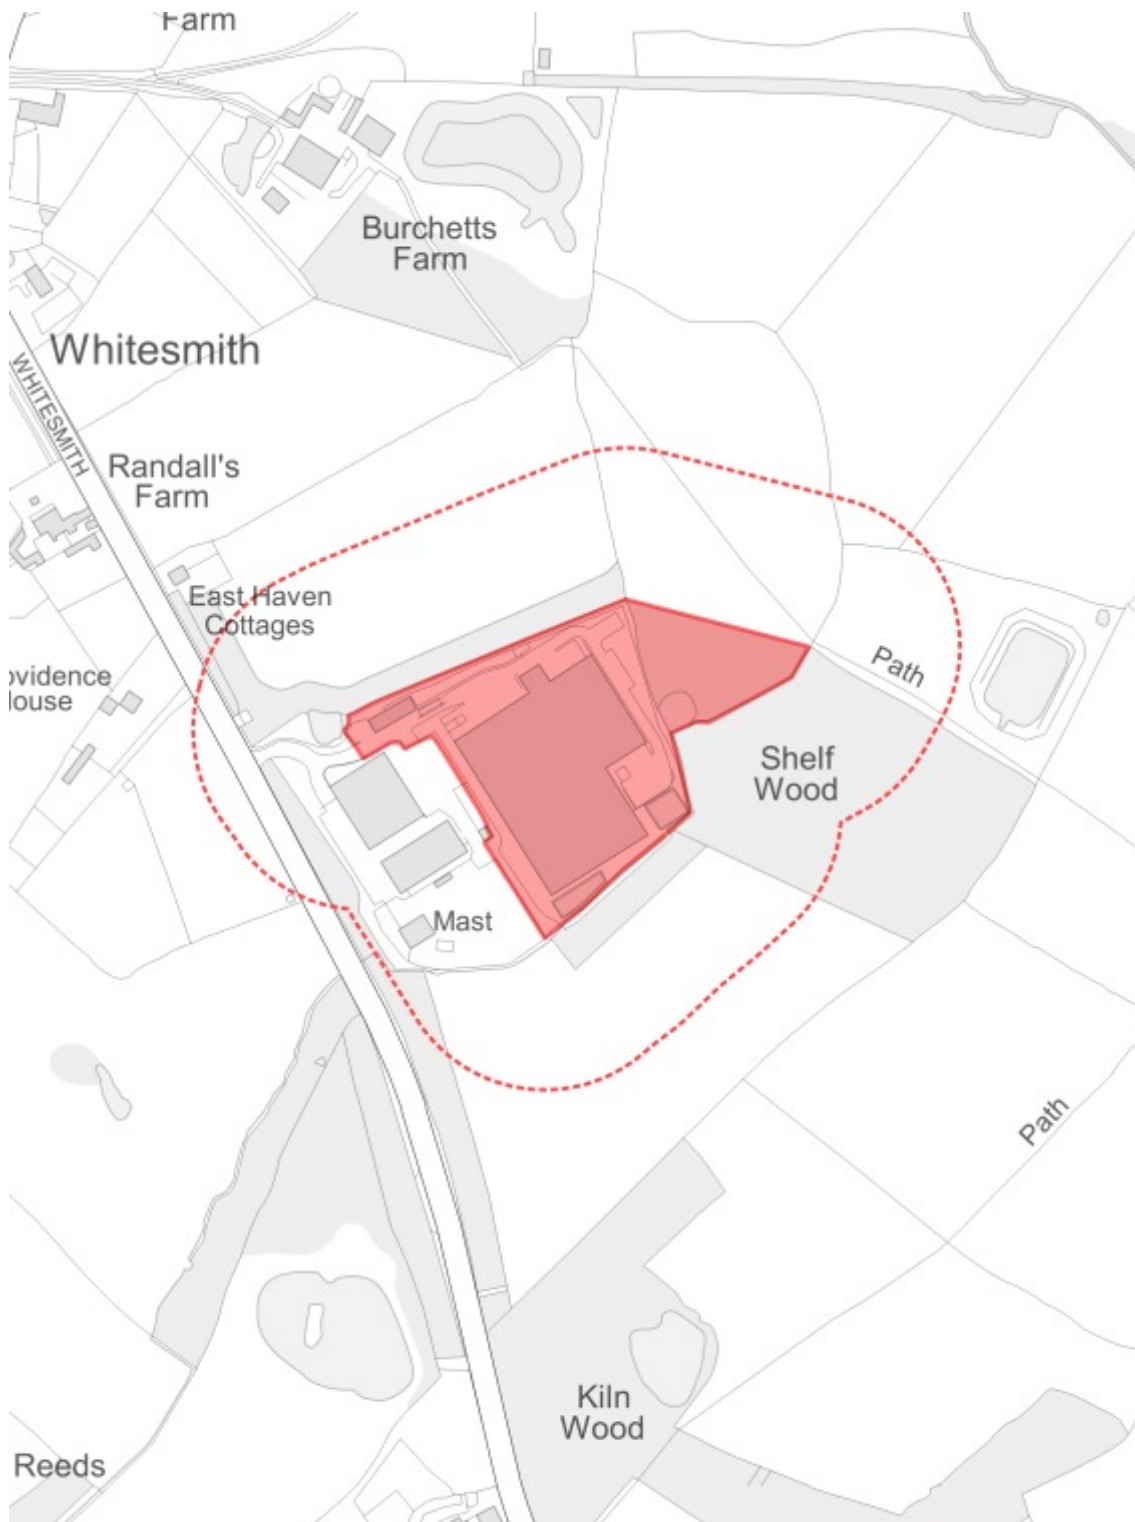 Farm
Burchetts
Farm
Whitesmith
WHITESMITH
Randall's
Farm
East Haven
Cottages
ovidence
louse
Path
Shelf
Wood
Mast
Path
Kiln
Wood
Reeds